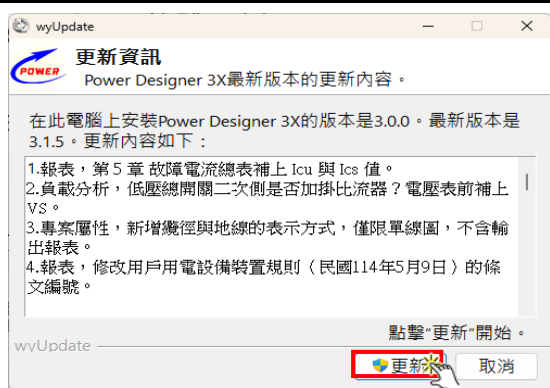 wyUpdate
POWER
更新資訊
Power Designer 3X最新版本的更新內容。
在此電腦上安裝Power Designer 3X的版本是3.0.0。最新版本是
3.1.5。更新內容如下：
1.報表，第 5 章 故障電流總表補上 Icu 與 Ics 值。
2.負載分析，低壓總開關二次側是否加掛比流器？電壓表前補上
VS。
3.專案屬性，新增纜徑與地線的表示方式，僅限單線圖，不含輸
出報表。
4.報表，修改用戶用電設備裝置規則（民國114年5月9日）的條
文編號。
點擊“更新”開始。
wyUpdate
更新
取消